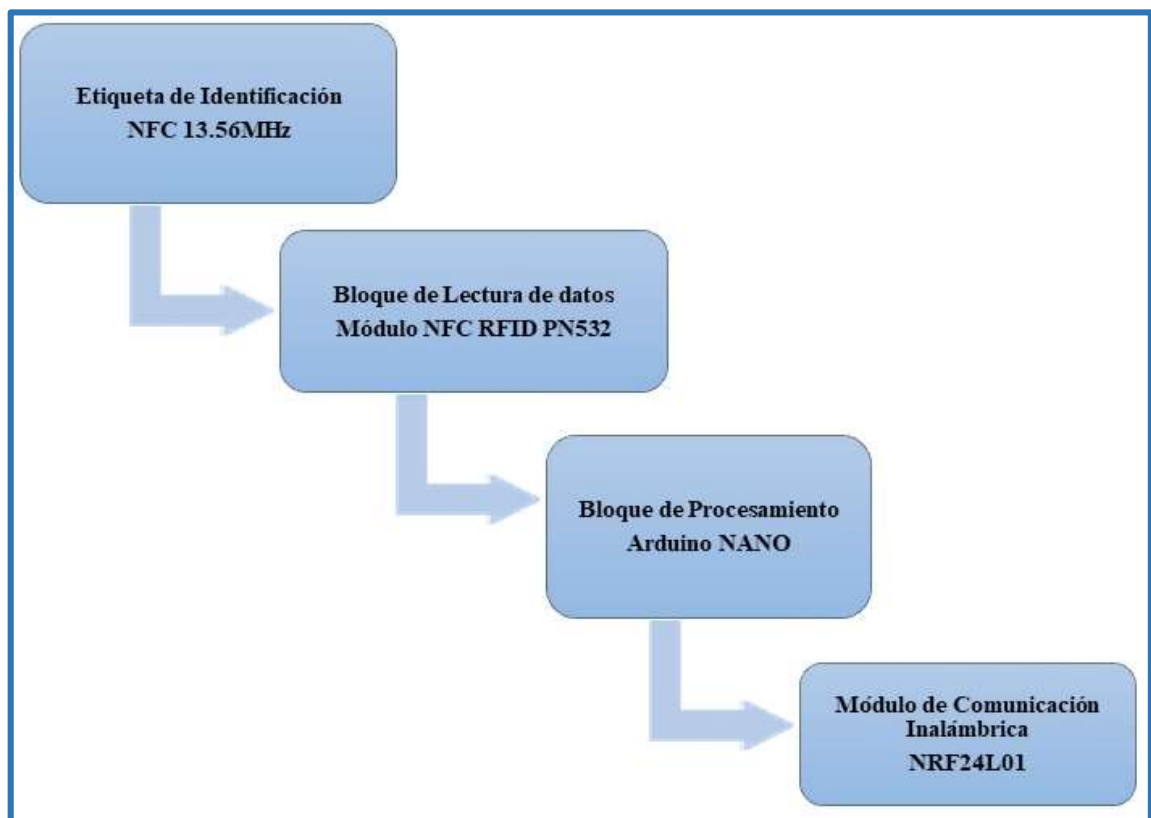 Etiqueta de Identificación
NFC 13.56MHz
Bloque de Lectura de datos
Módulo NFC RFID PN532
Bloque de Procesamiento
Arduino NANO
Módulo de Comunicación
Inalámbrica
NRF24L01